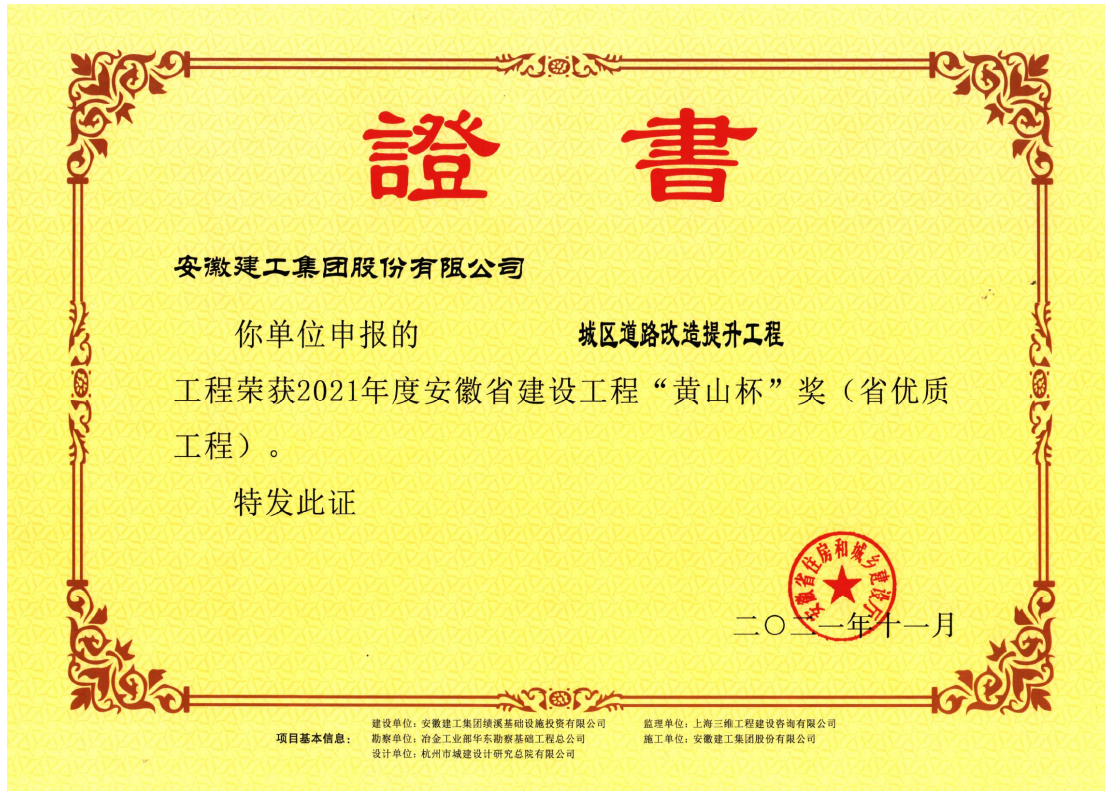 證 書
安徽建工集团股份有限公司
你单位申报的 城区道路改造提升工程
工程荣获2021年度安徽省建设工程“黄山杯”奖（省优质
工程）。
特发此证
安徽省住房和城乡建设厅
二〇二一年十一月
项目基本信息：
建设单位：安徽建工集团绩溪基础设施投资有限公司
勘察单位：冶金工业部华东勘察基础工程总公司
设计单位：杭州市城建设计研究总院有限公司
监理单位：上海三维工程建设咨询有限公司
施工单位：安徽建工集团股份有限公司